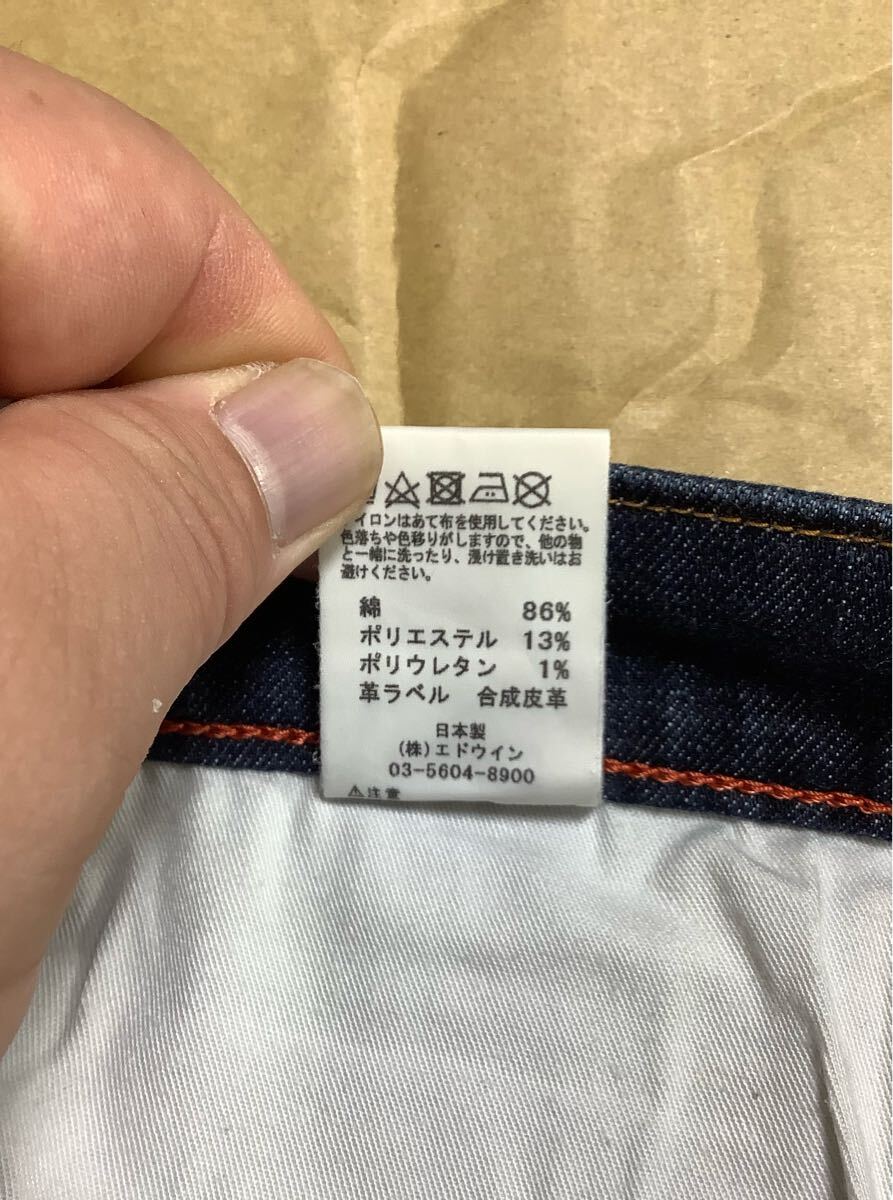 イロンはあて布を使用してください。
色落ちや色移りがしますので、他の物
と一緒に洗ったり、浸け置き洗いはお
避けください。
綿 86%
ポリエステル 13%
ポリウレタン 1%
革ラベル 合成皮革
日本製
(株)エドウイン
03-5604-8900
⚠注意